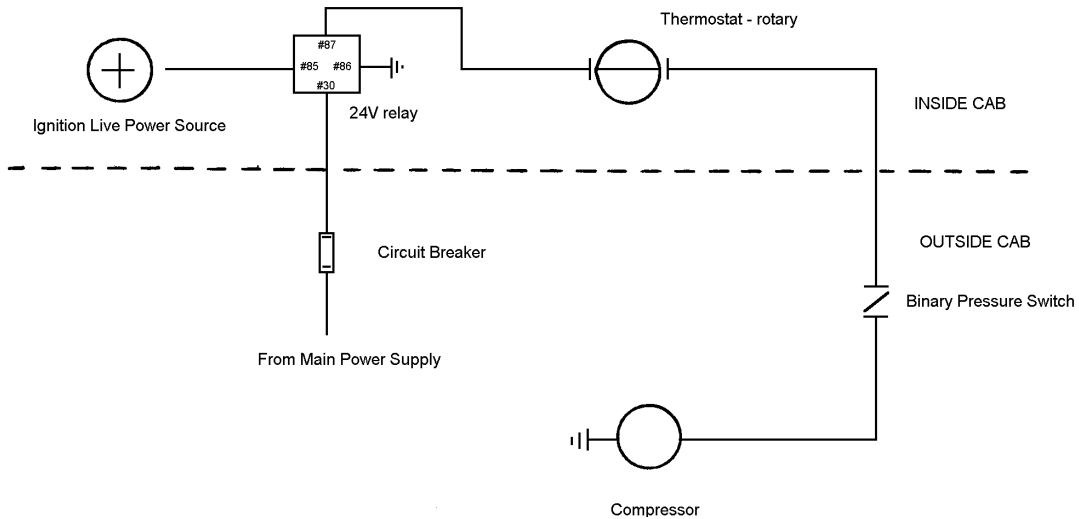 Thermostat - rotary
#87
#85 #86
#30
24V relay
Ignition Live Power Source
INSIDE CAB
OUTSIDE CAB
Circuit Breaker
Binary Pressure Switch
From Main Power Supply
Compressor